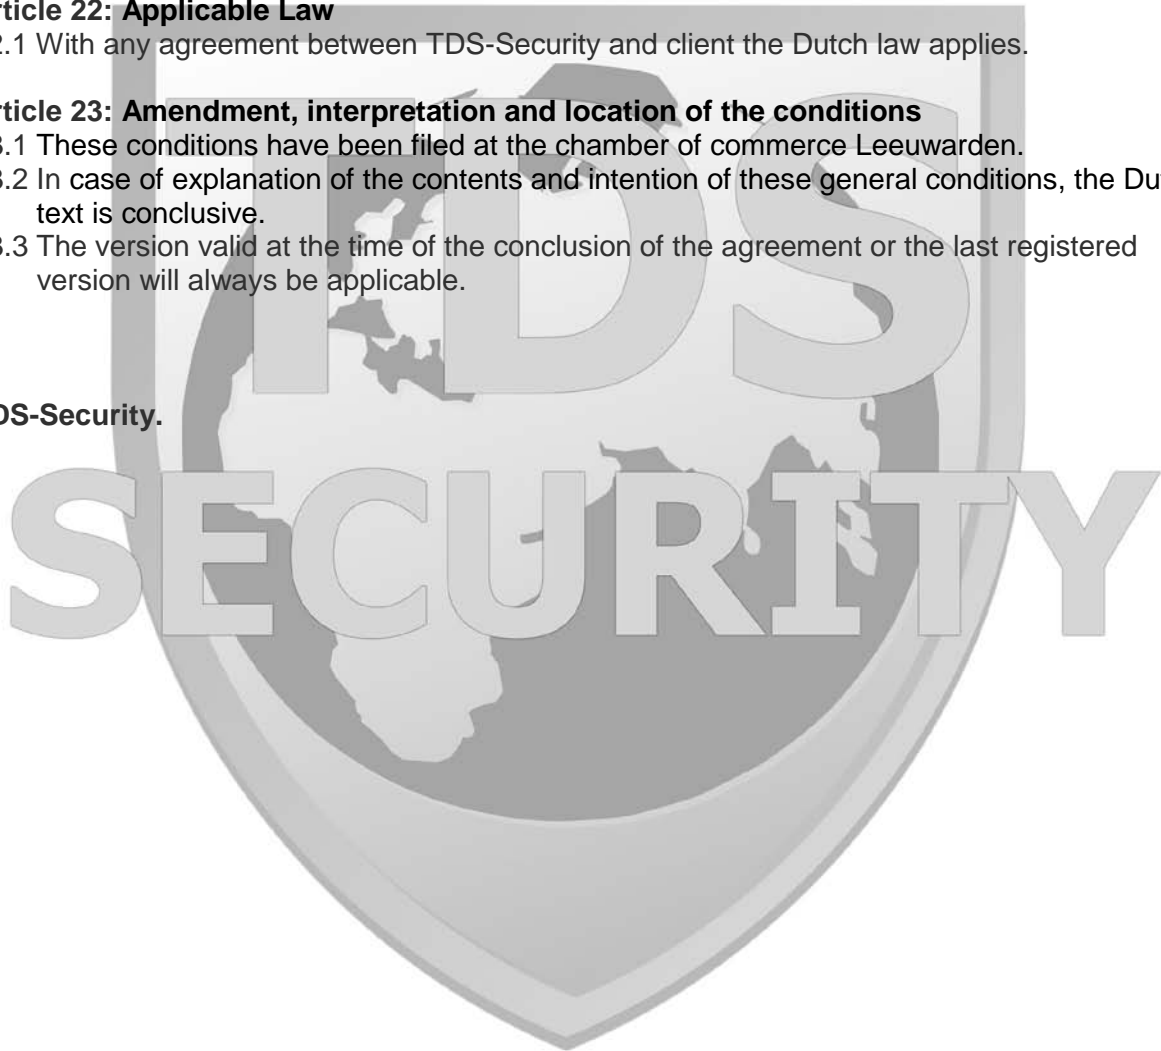 rticle 22: Applicable Law
2.1 With any agreement between TDS-Security and client the Dutch law applies.
rticle 23: Amendment, interpretation and location of the conditions
3.1 These conditions have been filed at the chamber of commerce Leeuwarden.
3.2 In case of explanation of the contents and intention of these general conditions, the Du
text is conclusive.
3.3 The version valid at the time of the conclusion of the agreement or the last registered
version will always be applicable.
DS-Security.
TDS
SECURITY